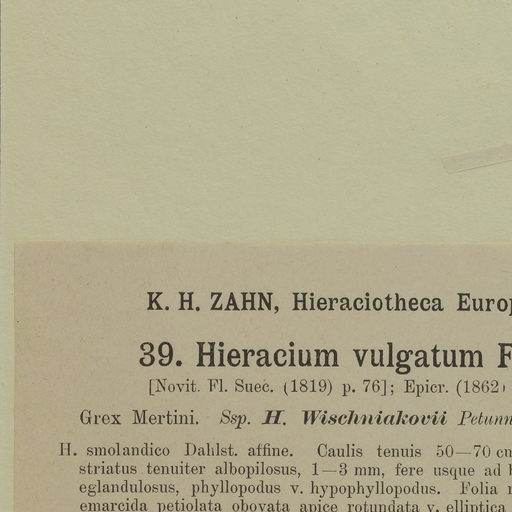 K. H. ZAHN, Hieraciotheca Europ
39. Hieracium vulgatum F
[Novit. Fl. Suec. (1819) p. 76]; Epicr. (1862)
Grex Mertini. Ssp. H. Wischniakovii Petunn
H. smolandico Dahlst. affine. Caulis tenuis 50—70 cm
striatus tenuiter albopilosus, 1—3 mm, fere usque ad
eglandulosus, phyllopodus v. hypophyllopodus. Folia
emarcida petiolata obovata apice rotundata v. elliptica